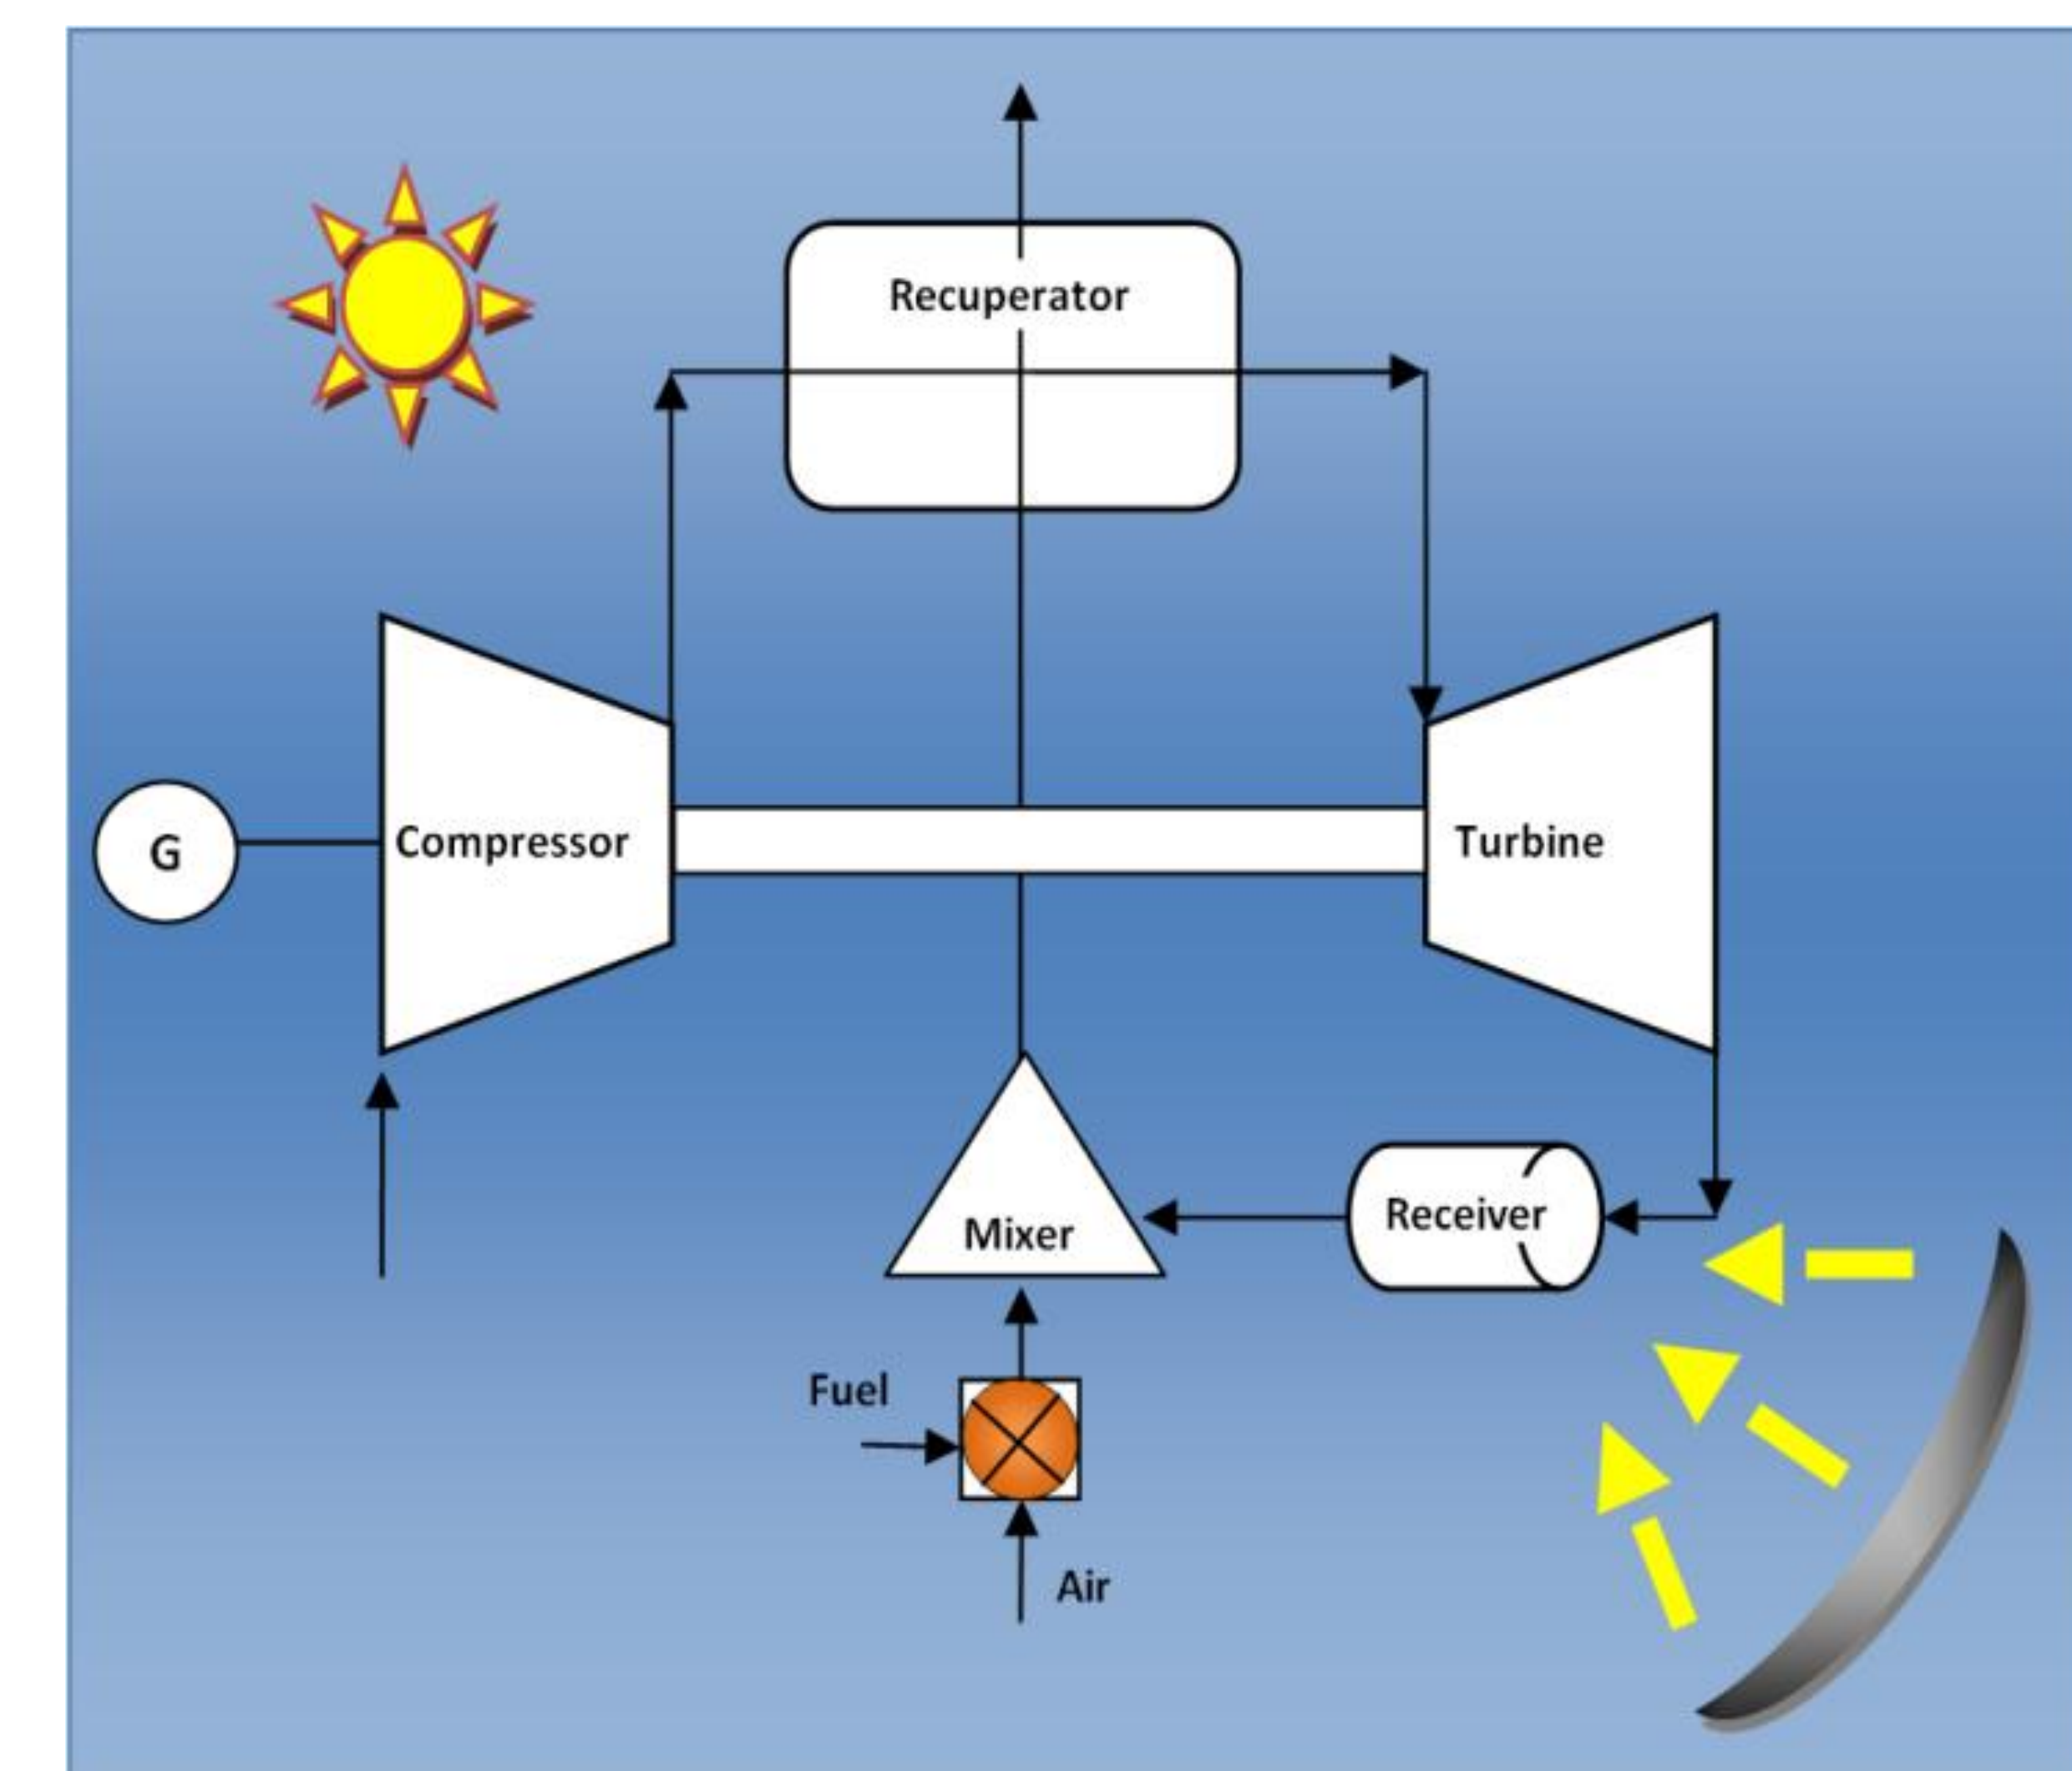 Recuperator
G
Compressor
Turbine
Mixer
Receiver
Fuel
Air